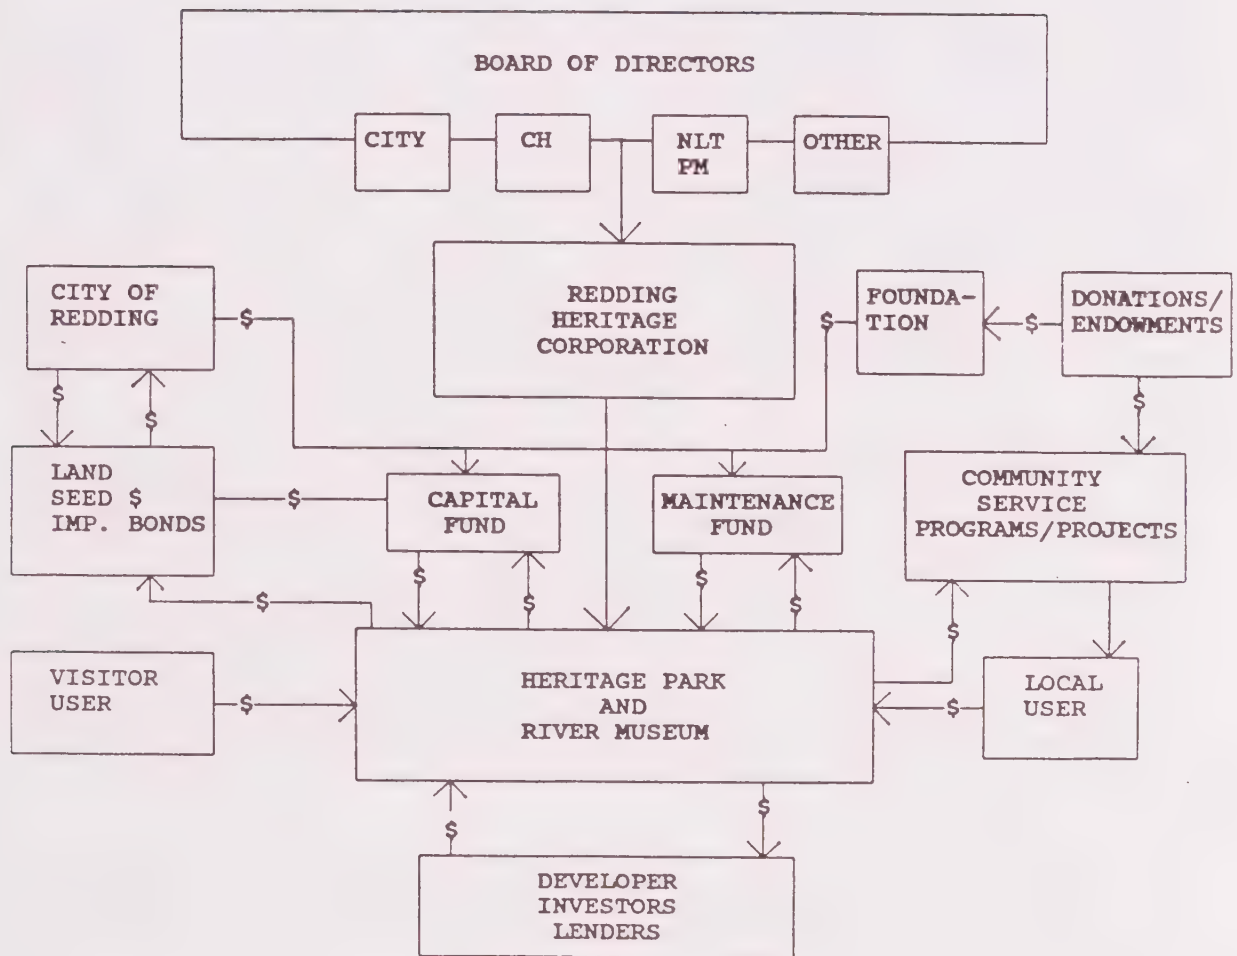 BOARD OF DIRECTORS
CITY
CH
NLT
PM
OTHER
CITY OF
REDDING
$
REDDING
HERITAGE
CORPORATION
$
FOUNDA-
TION
$
DONATIONS/
ENDOWMENTS
$
$
$
LAND
SEED $
IMP. BONDS
$
CAPITAL
FUND
MAINTENANCE
FUND
COMMUNITY
SERVICE
PROGRAMS/PROJECTS
$
$
$
$
$
$
VISITOR
USER
$
HERITAGE PARK
AND
RIVER MUSEUM
$
LOCAL
USER
$
$
DEVELOPER
INVESTORS
LENDERS